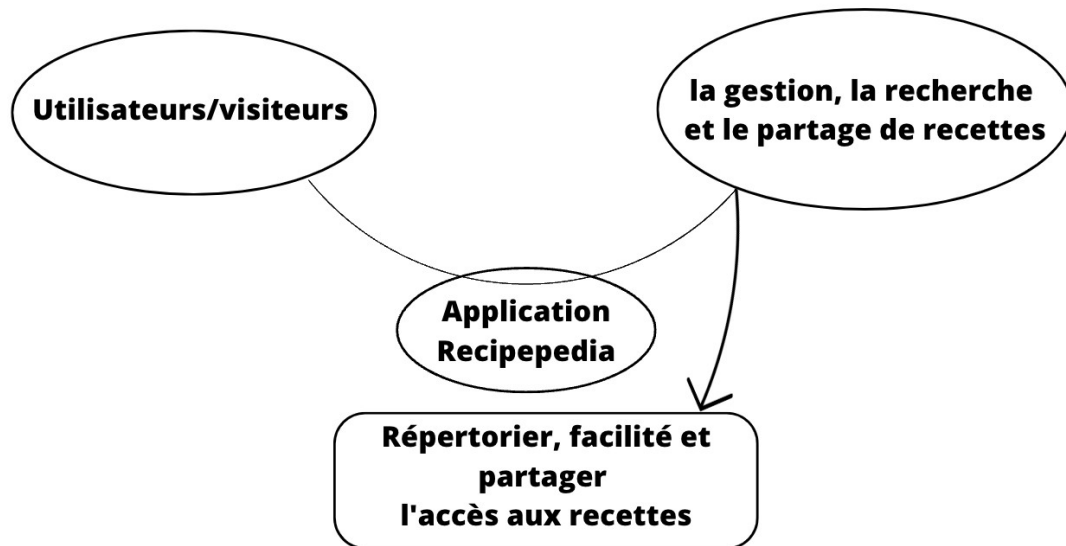 Utilisateurs/visiteurs
la gestion, la recherche
et le partage de recettes
Application
Recipepedia
Répertorier, facilité et
partager
l'accès aux recettes